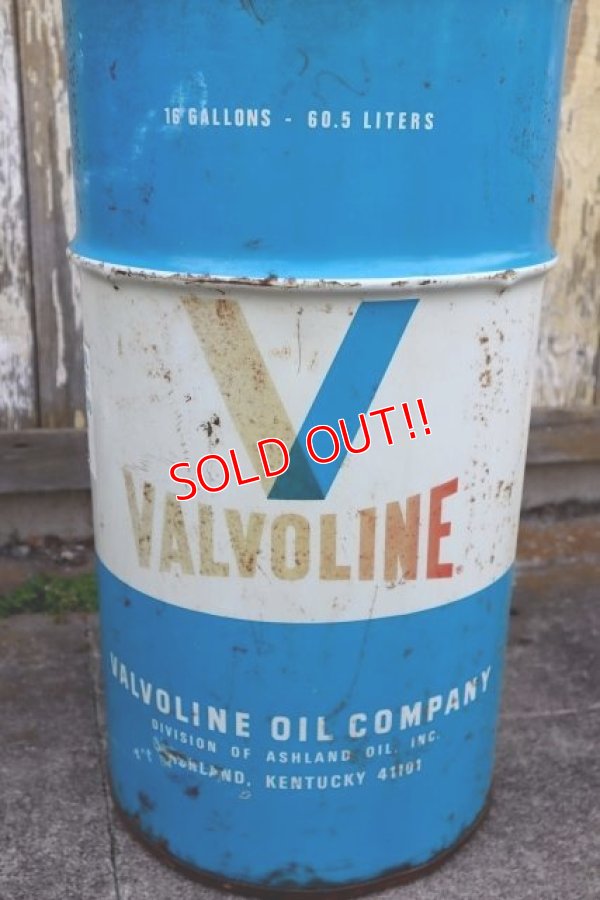 16 GALLONS - 60.5 LITERS
SOLD OUT!!
VALVOLINE
VALVOLINE OIL COMPANY
DIVISION OF ASHLAND OIL, INC.
ASHLAND, KENTUCKY 41101